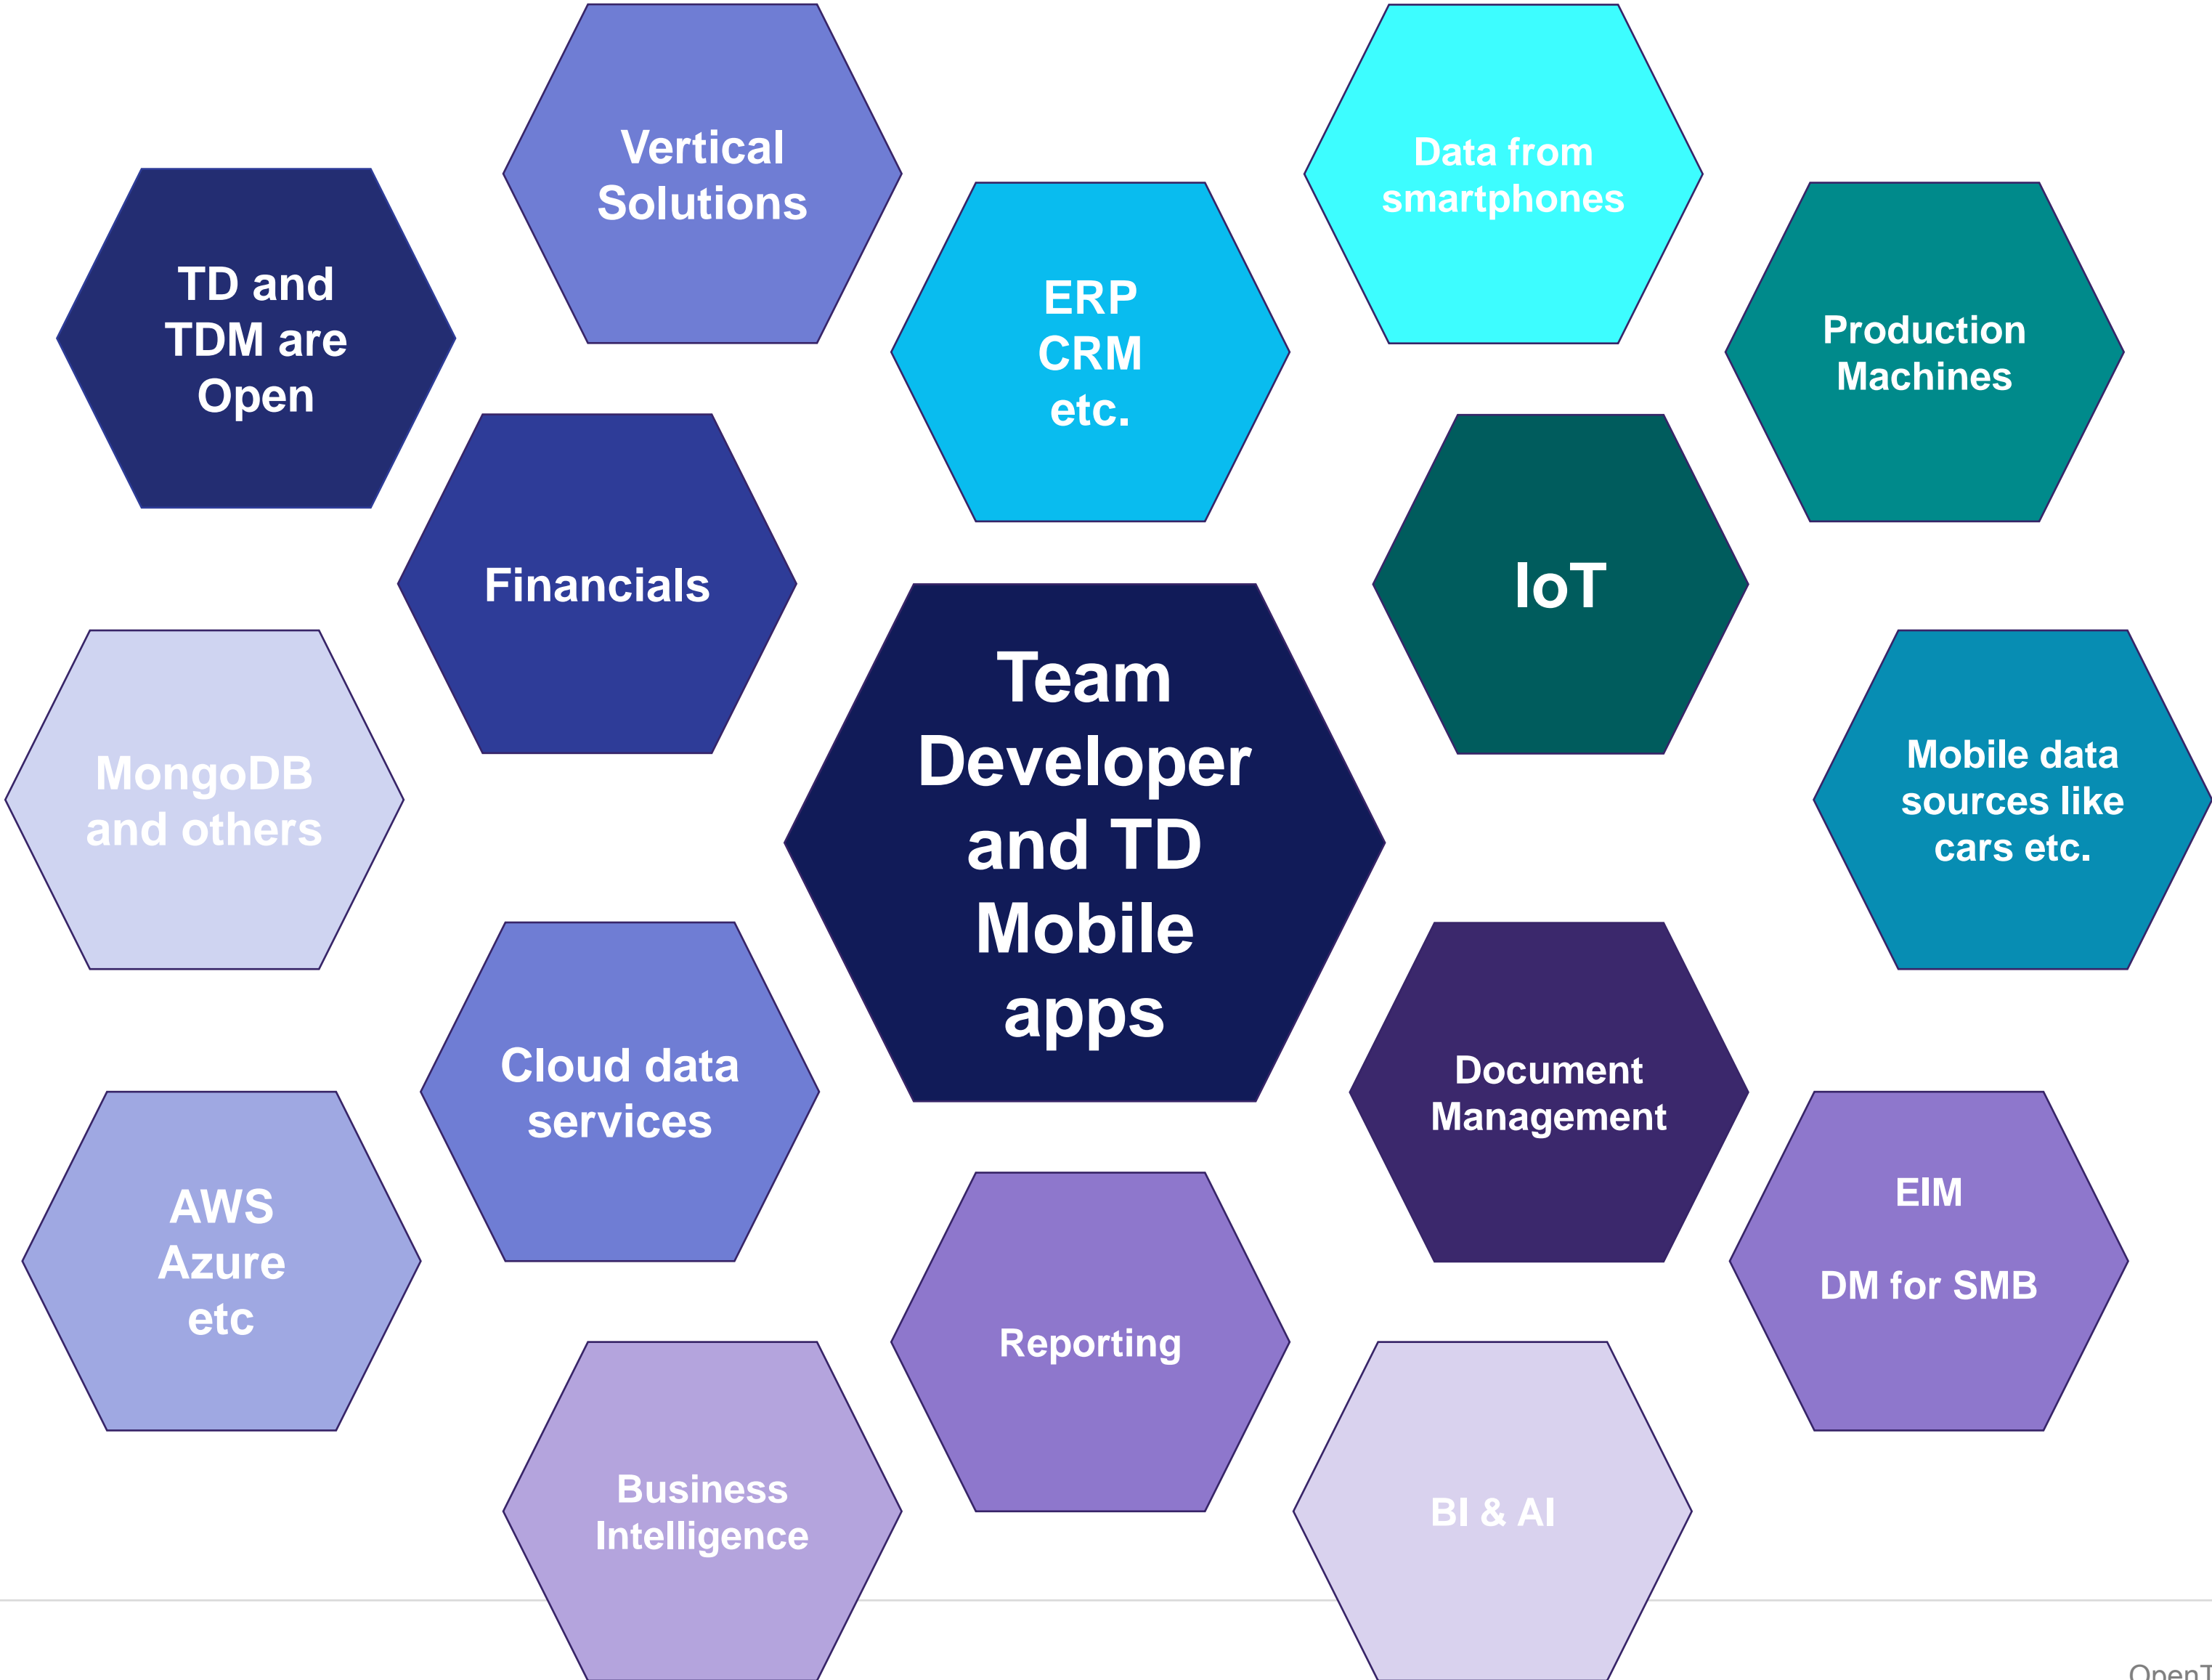 Vertical
Solutions
Data from
smartphones
TD and
TDM are
Open
ERP
CRM
etc.
Production
Machines
Financials
IoT
Team
Developer
and TD
Mobile
apps
MongoDB
and others
Mobile data
sources like
cars etc.
Cloud data
services
Document
Management
AWS
Azure
etc
EIM
DM for SMB
Reporting
Business
Intelligence
BI & AI